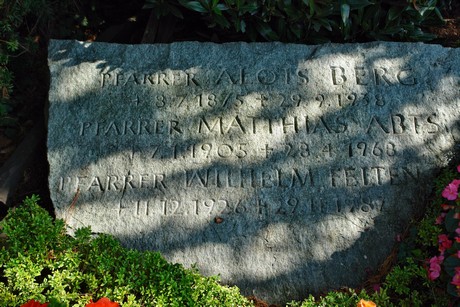 PFARRER ALOIS BERG
* 8.7.1875 + 29.9.1938
PFARRER MATTHIAS ABTS
* 7.1.1905 + 28.4.1968
PFARRER WILHELM FELTEN
* 11.12.1926 +